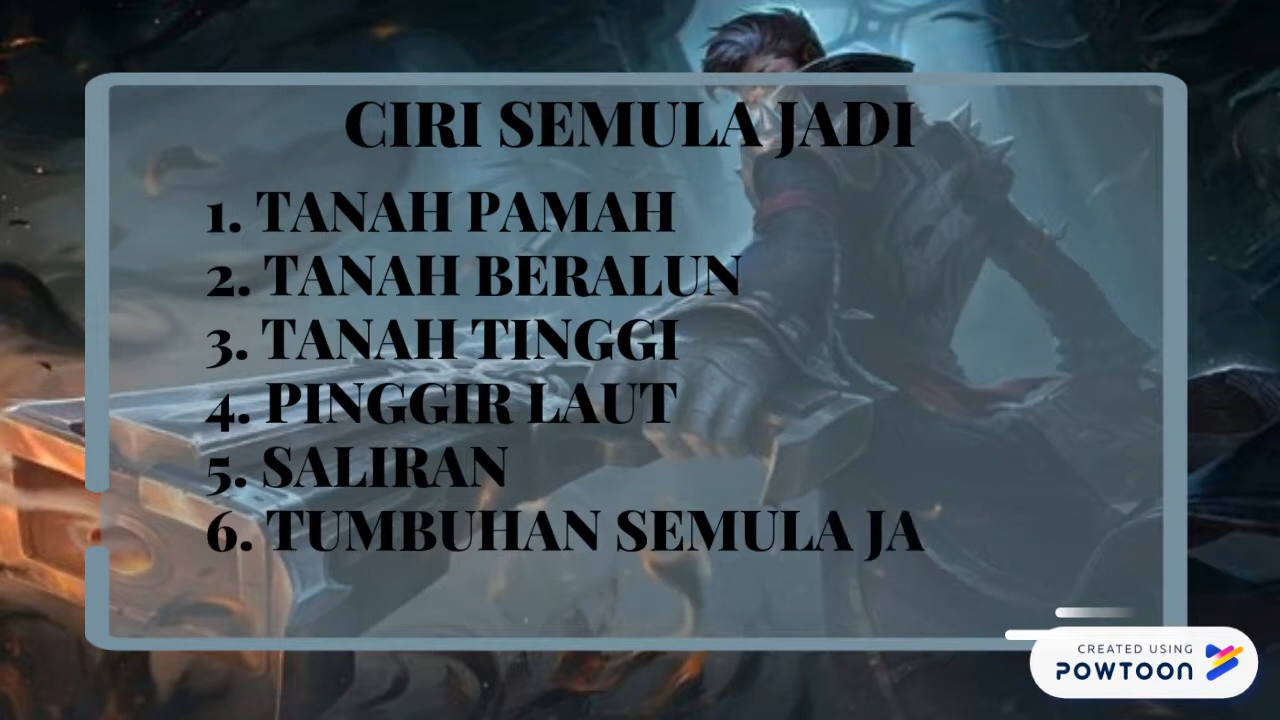 CIRI SEMULA JADI
1. TANAH PAMAH
2. TANAH BERALUN
3. TANAH TINGGI
4. PINGGIR LAUT
5. SALIRAN
6. TUMBUHAN SEMULA JA
CREATED USING
POWTOON